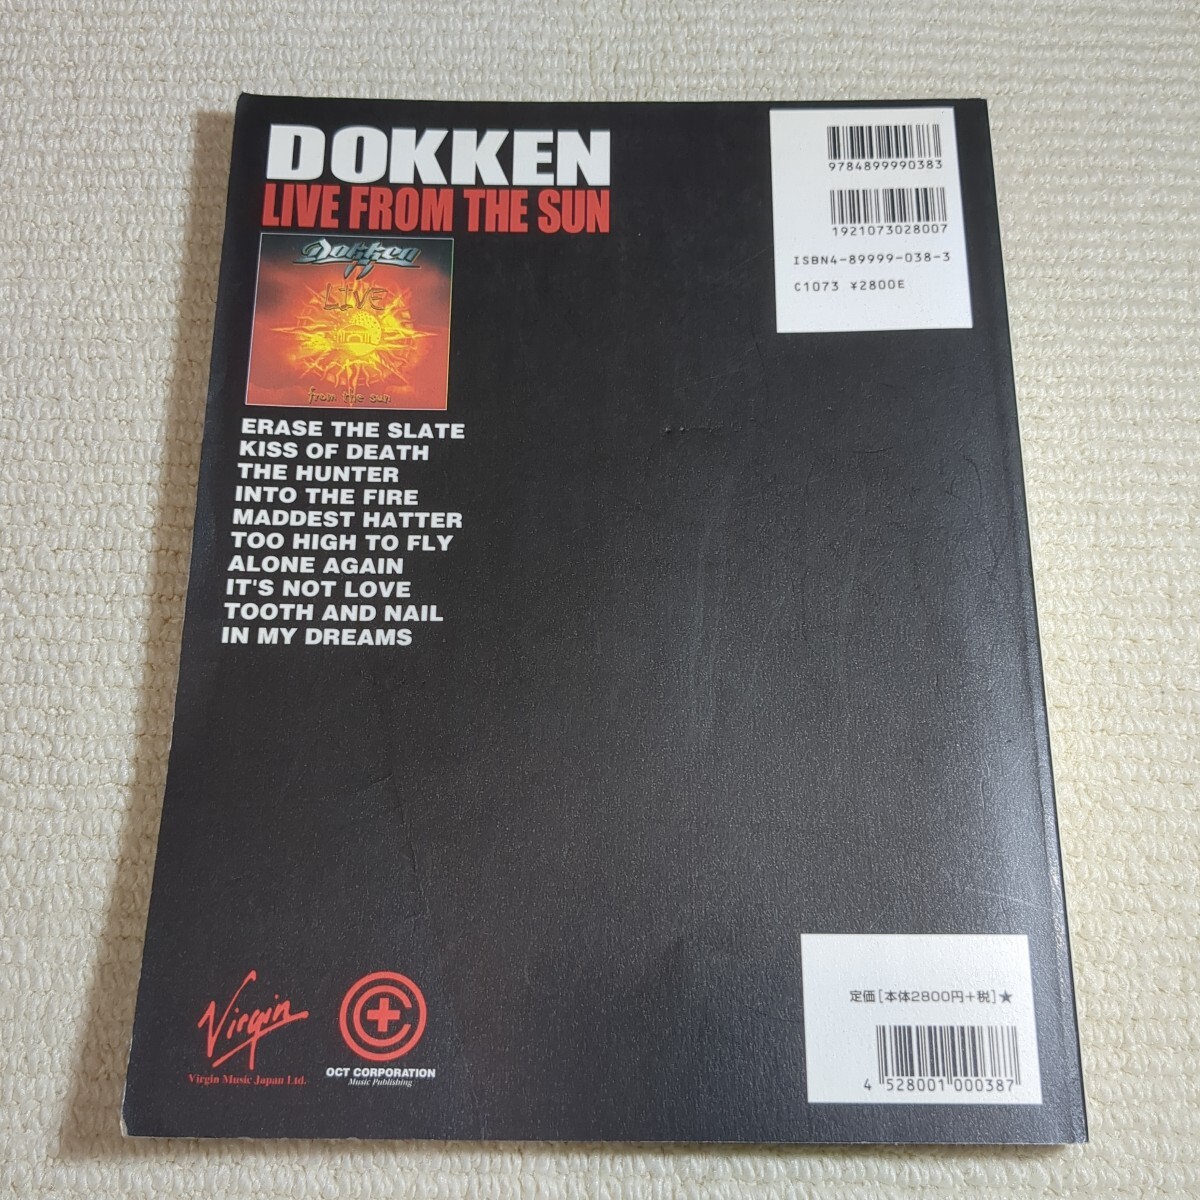 DOKKEN
LIVE FROM THE SUN
Dokken
LIVE
from the sun
ERASE THE SLATE
KISS OF DEATH
THE HUNTER
INTO THE FIRE
MADDEST HATTER
TOO HIGH TO FLY
ALONE AGAIN
IT'S NOT LOVE
TOOTH AND NAIL
IN MY DREAMS
9784899990383
1921073028007
ISBN4-89999-038-3
C1073 ¥2800E
Virgin
Virgin Music Japan Ltd.
OCT CORPORATION
Music Publishing
定価[本体2800円+税]★
4 528001 000387